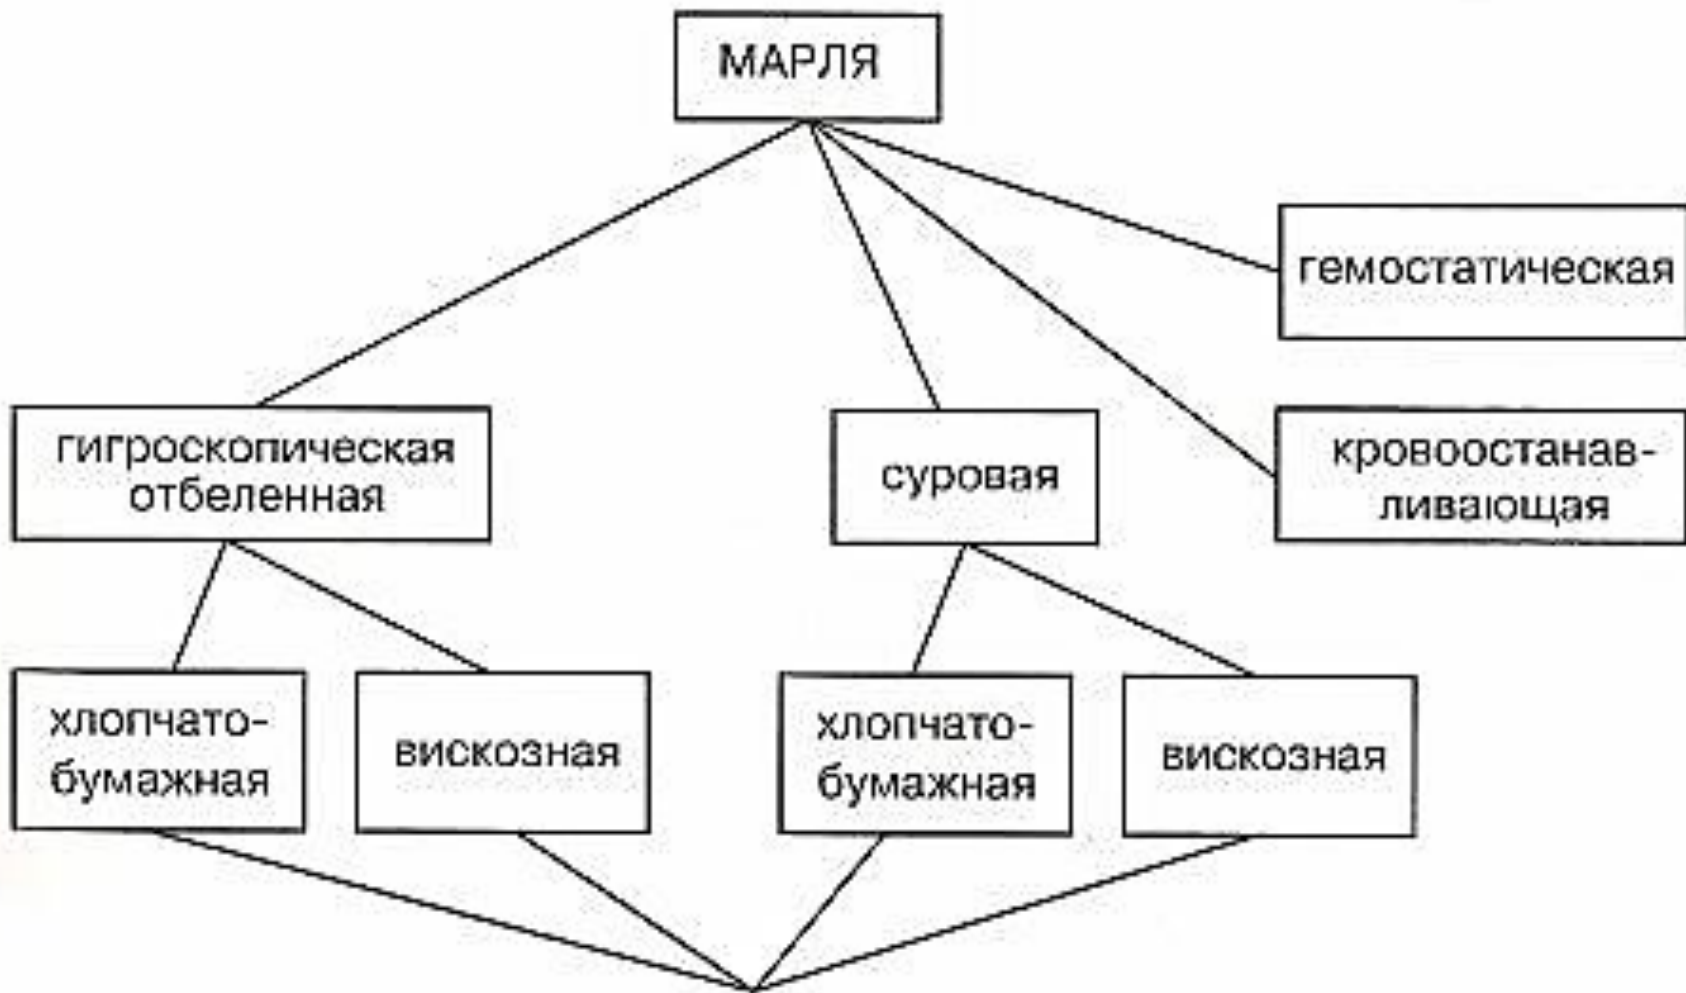 МАРЛЯ
гемостатическая
гигроскопическая
отбеленная
суровая
кровоостанав-
ливающая
хлопчато-
бумажная
вискозная
хлопчато-
бумажная
вискозная